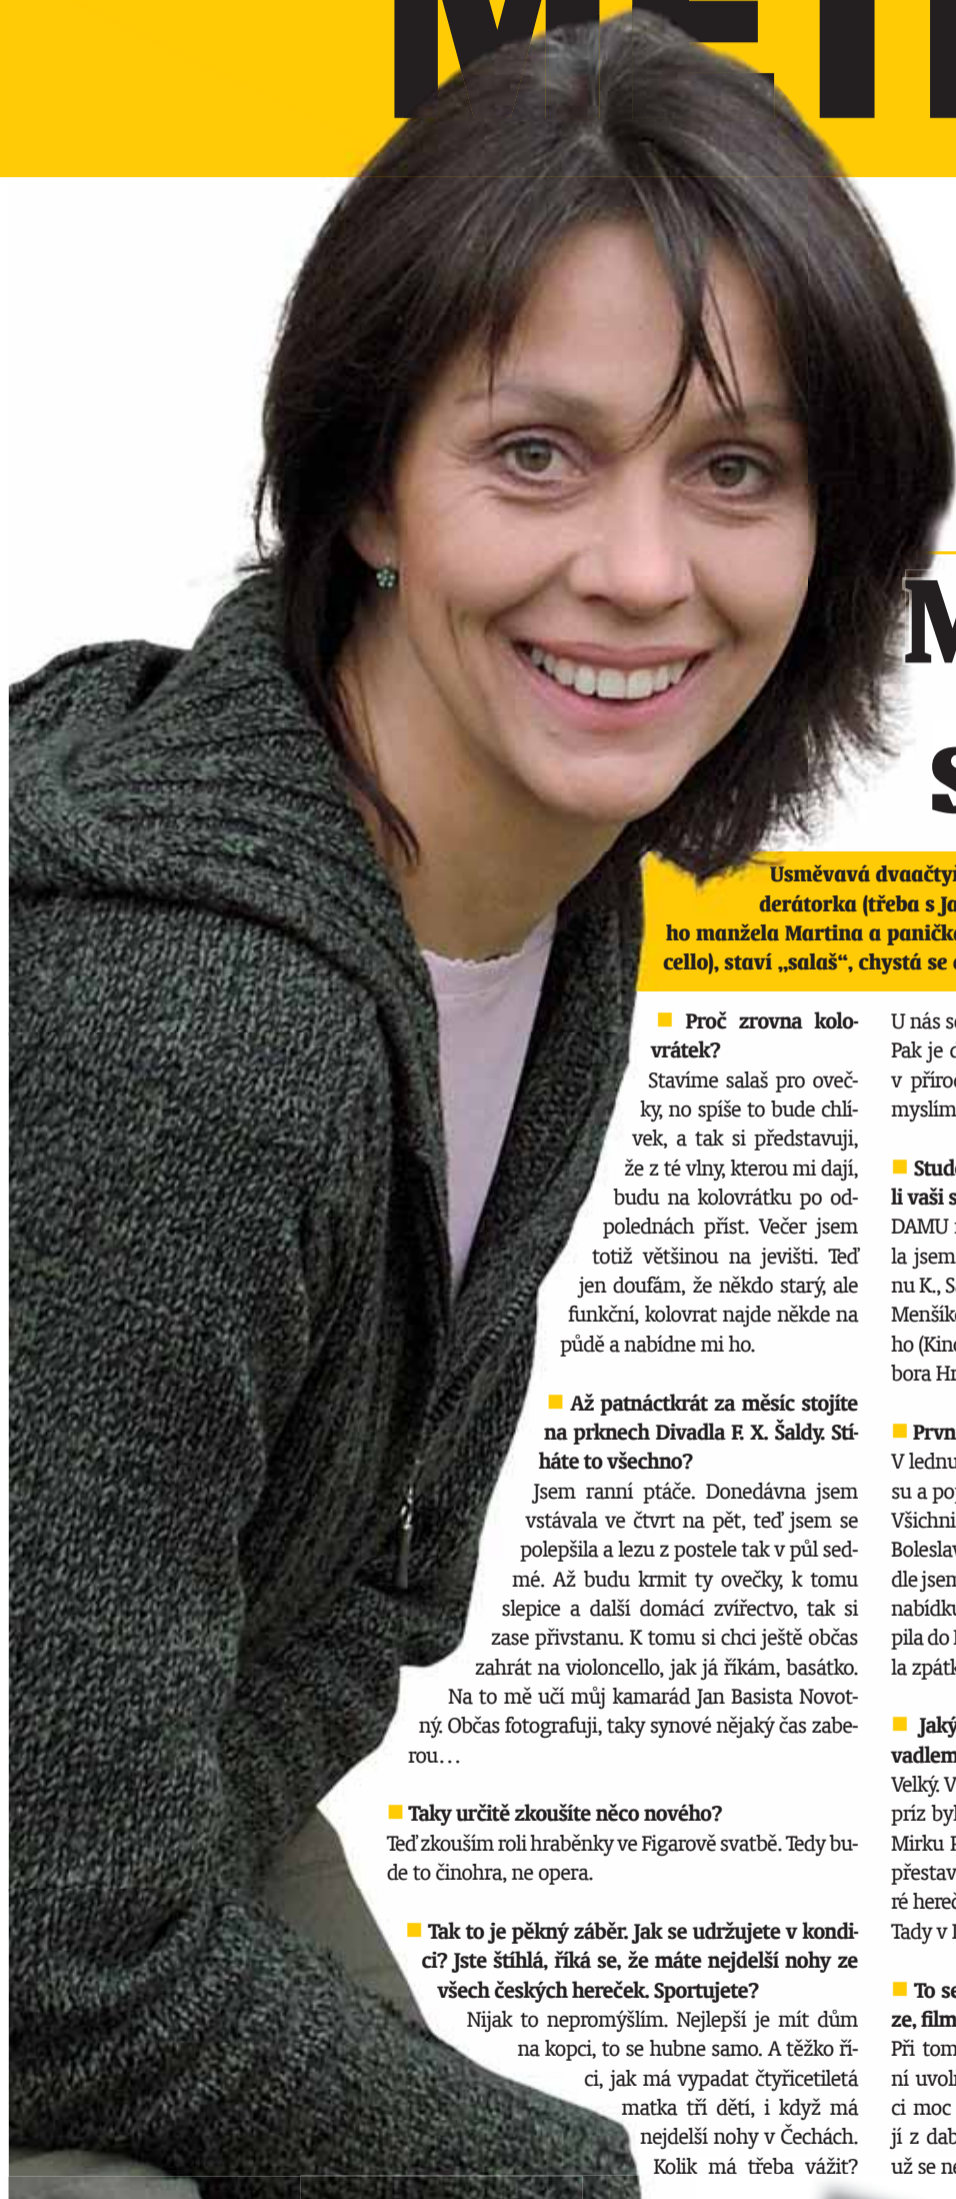 MET
M
S
Usměvavá dvaačty
derátorka (třeba s Ja
ho manžela Martina a paničk
cello), staví „salaš“, chystá se
■ Proč zrovna kolo-
vrátek?
Stavíme salaš pro oveč-
ky, no spíše to bude chlí-
vek, a tak si představuji,
že z té vlny, kterou mi dají,
budu na kolovrátku po od-
polednách příst. Večer jsem
totiž většinou na jevišti. Teď
jen doufám, že někdo starý, ale
funkční, kolovrat najde někde na
půdě a nabídne mi ho.
■ Až patnáctkrát za měsíc stojíte
na prknech Divadla F. X. Šaldy. Stí-
háte to všechno?
Jsem ranní ptáče. Donedávna jsem
vstávala ve čtvrt na pět, teď jsem se
polepšila a lezu z postele tak v půl sed-
mé. Až budu krmit ty ovečky, k tomu
slepice a další domácí zvířectvo, tak si
zase přivstanu. K tomu si chci ještě občas
zahrát na violoncello, jak já říkám, basátko.
Na to mě učí můj kamarád Jan Basista Novot-
ný. Občas fotografuji, taky synové nějaký čas zabe-
rou…
■ Taky určitě zkoušíte něco nového?
Teď zkouším roli hraběnky ve Figarově svatbě. Tedy bu-
de to činohra, ne opera.
■ Tak to je pěkný záběr. Jak se udržujete v kondi-
ci? Jste štíhlá, říká se, že máte nejdelší nohy ze
všech českých hereček. Sportujete?
Nijak to nepromýšlím. Nejlepší je mít dům
na kopci, to se hubne samo. A těžko ří-
ci, jak má vypadat čtyřicetiletá
matka tří dětí, i když má
nejdelší nohy v Čechách.
Kolik má třeba vážit?
U nás s
Pak je
v příro
myslím
■ Stud
li vaši s
DAMU
la jsem
nu K., S
Menšík
ho (Kin
bora Hr
■ Prvn
V lednu
su a po
Všichni
Boleslav
dle jsem
nabídku
pila do
la zpátk
■ Jaký
vadlem
Velký. V
príz byl
Mirku
přestav
ré hereč
Tady v
■ To se
ze, film
Při tom
ní uvol
ci moc
jí z dab
už se ne